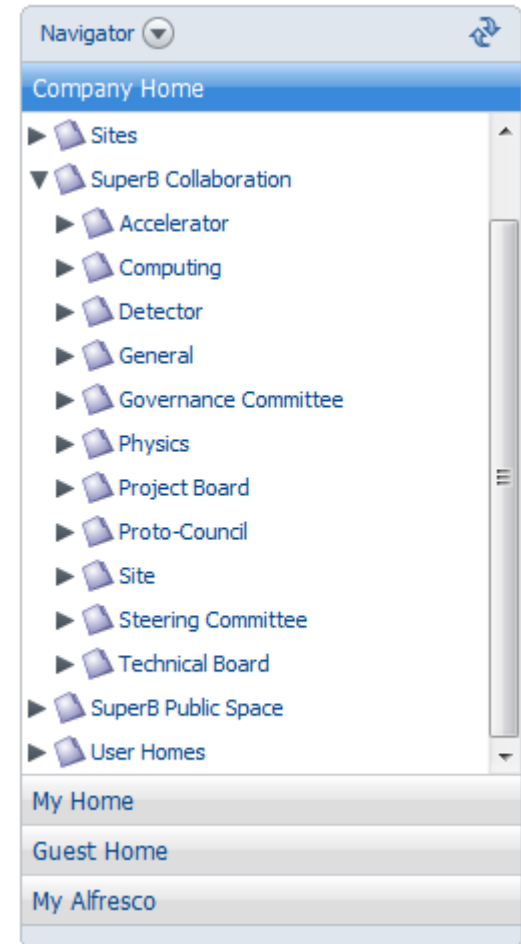 Navigator
Company Home
Sites
SuperB Collaboration
Accelerator
Computing
Detector
General
Governance Committee
Physics
Project Board
Proto-Council
Site
Steering Committee
Technical Board
SuperB Public Space
User Homes
My Home
Guest Home
My Alfresco